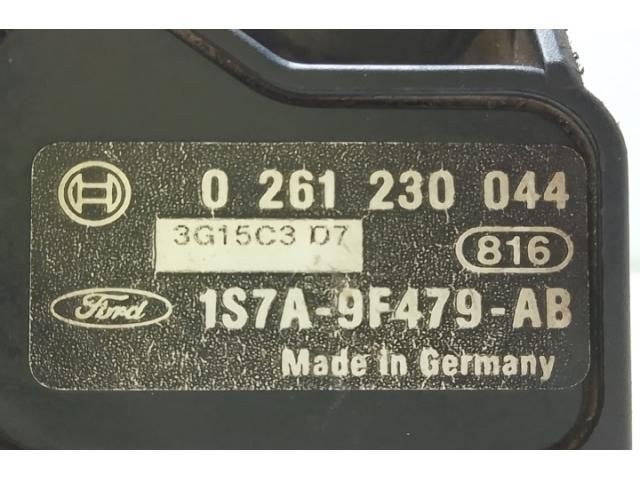 0 261 230 044
3G15C3 D7
816
Ford
1S7A-9F479-AB
Made in Germany